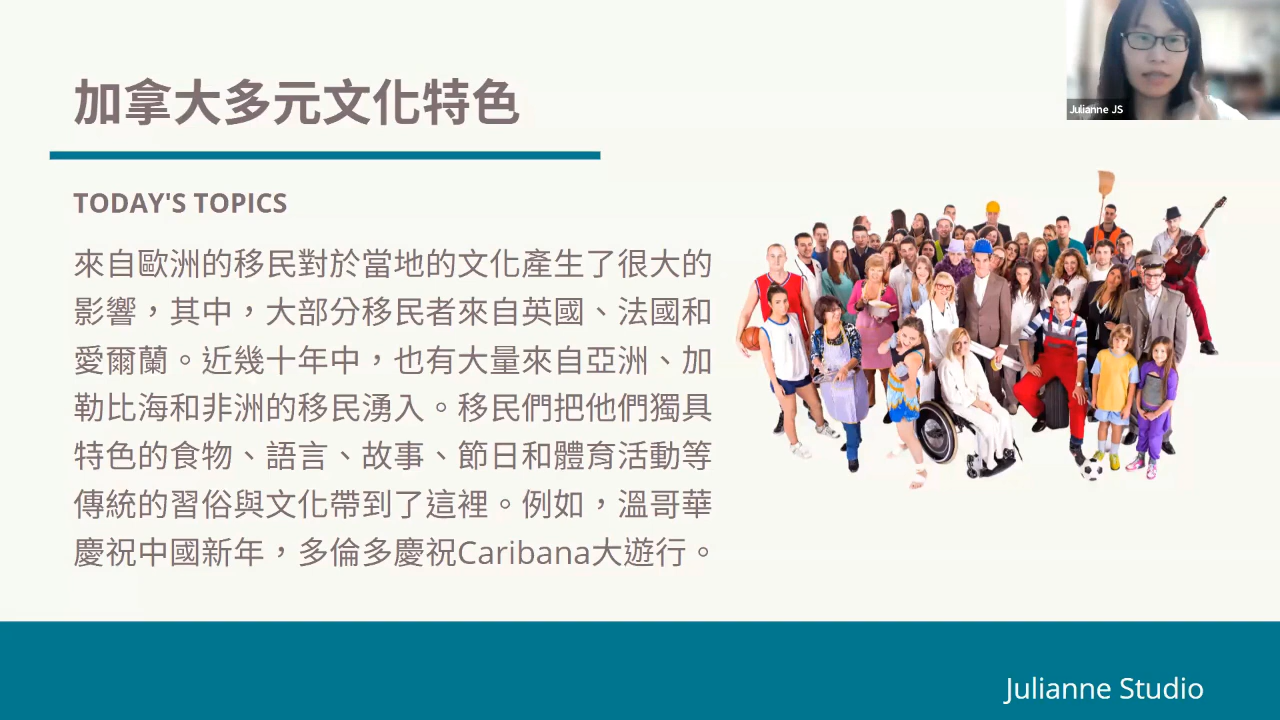 加拿大多元文化特色
Julianne JS
TODAY'S TOPICS
來自歐洲的移民對於當地的文化產生了很大的
影響，其中，大部分移民者來自英國、法國和
愛爾蘭。近幾十年中，也有大量來自亞洲、加
勒比海和非洲的移民湧入。移民們把他們獨具
特色的食物、語言、故事、節日和體育活動等
傳統的習俗與文化帶到了這裡。例如，溫哥華
慶祝中國新年，多倫多慶祝Caribana大遊行。
Julianne Studio